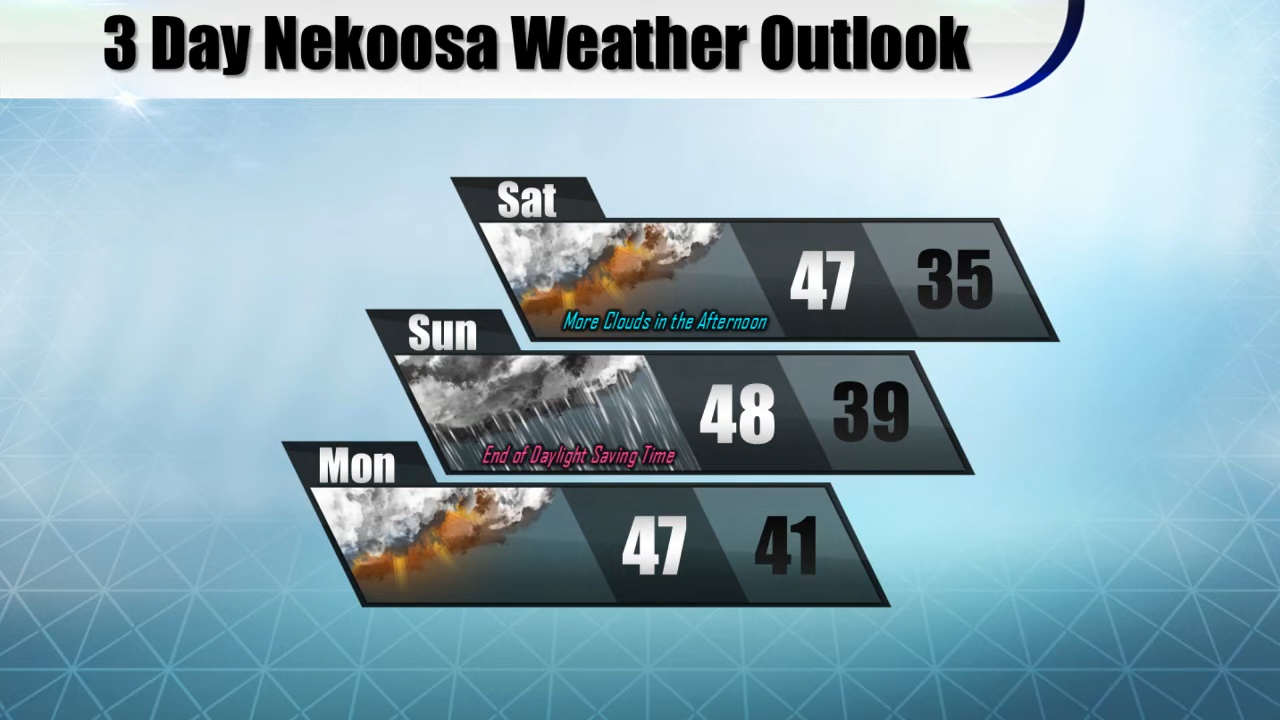 3 Day Nekoosa Weather Outlook
Sat
47 35
More Clouds in the Afternoon
Sun
48 39
End of Daylight Saving Time
Mon
47 41